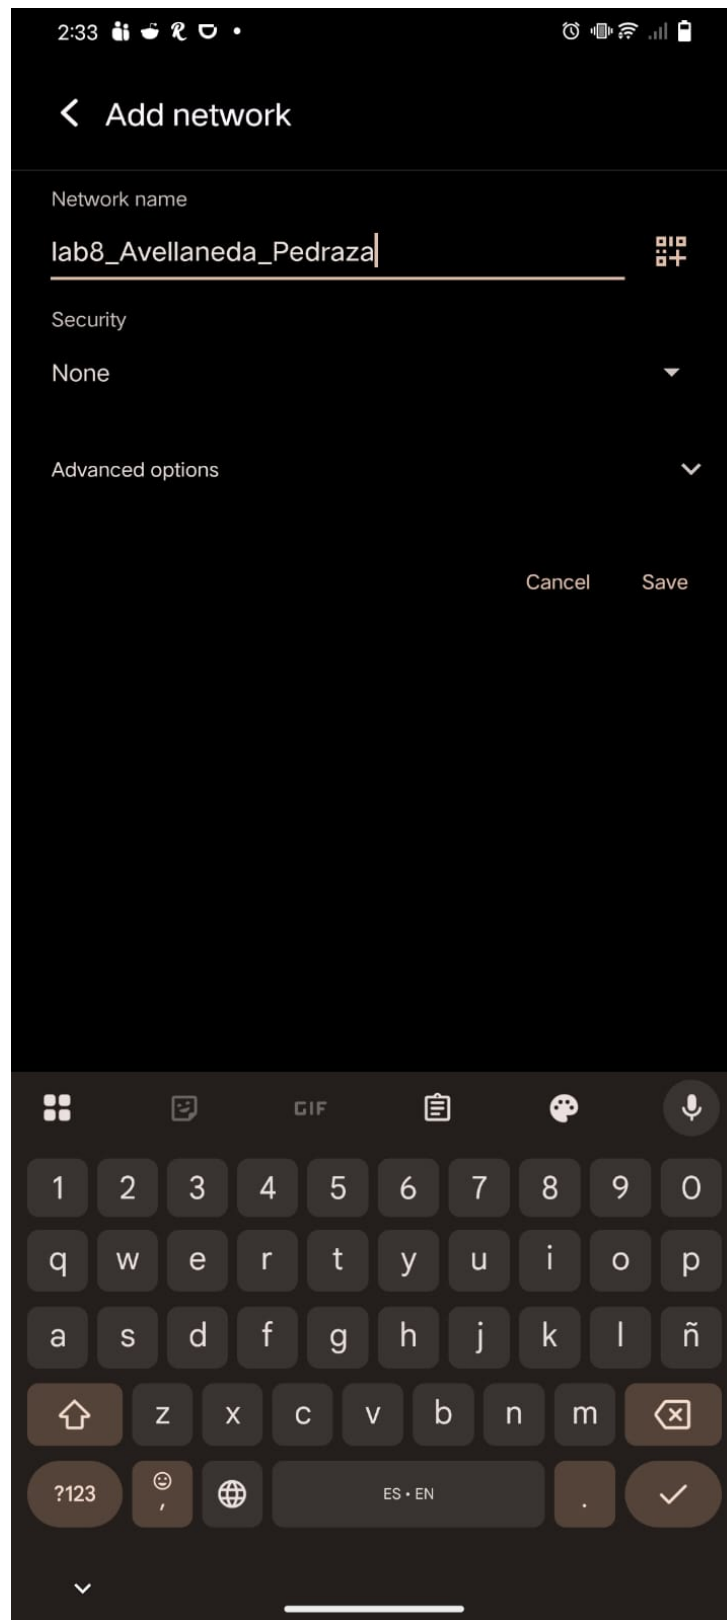 2:33
Add network
Network name
lab8_Avellaneda_Pedraza
Security
None
Advanced options
Cancel Save
GIF
1 2 3 4 5 6 7 8 9 0
q w e r t y u i o p
a s d f g h j k l ñ
z x c v b n m
?123 , ES • EN .